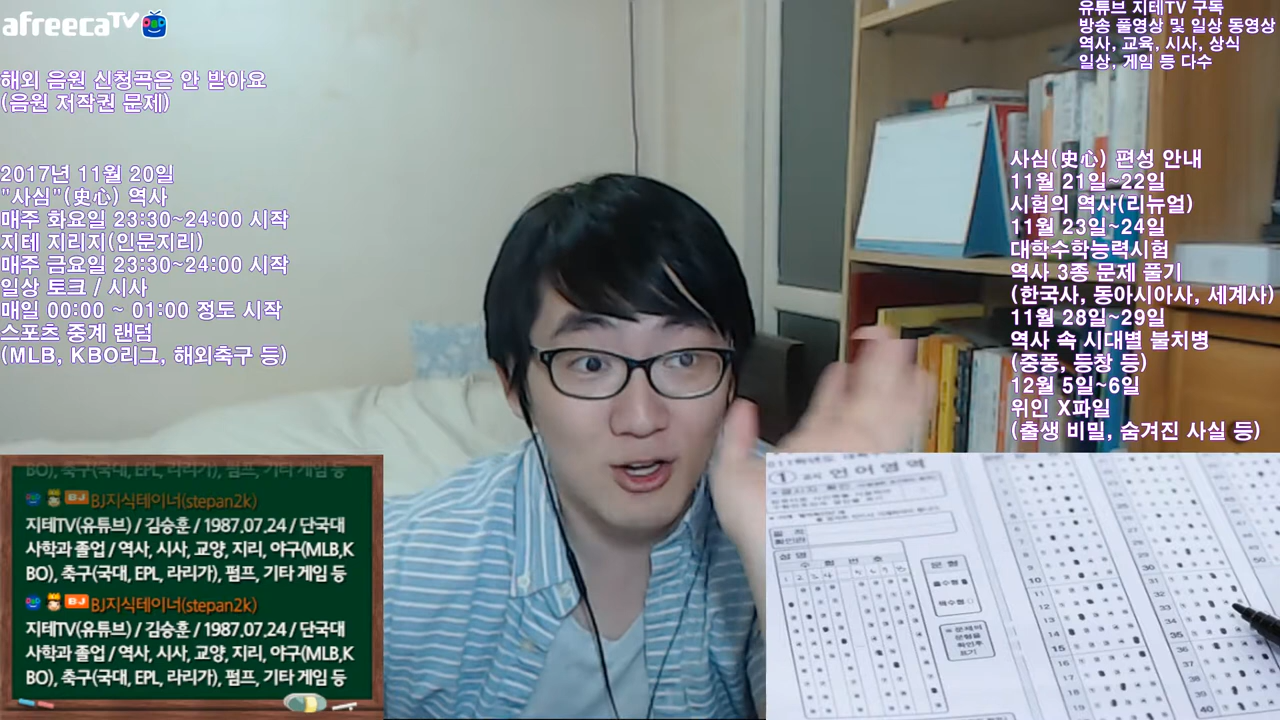 afreecaTV
해외 음원 신청곡은 안 받아요
(음원 저작권 문제)
2017년 11월 20일
"사심"(史心) 역사
매주 화요일 23:30~24:00 시작
지테 지리지(인문지리)
매주 금요일 23:30~24:00 시작
일상 토크 / 시사
매일 00:00 ~ 01:00 정도 시작
스포츠 중계 랜덤
(MLB, KBO리그, 해외축구 등)
유튜브 지테TV 구독
방송 풀영상 및 일상 동영상
역사, 교육, 시사, 상식
일상, 게임 등 다수
사심(史心) 편성 안내
11월 21일~22일
시험의 역사(리뉴얼)
11월 23일~24일
대학수학능력시험
역사 3종 문제 풀기
(한국사, 동아시아사, 세계사)
11월 28일~29일
역사 속 시대별 불치병
(중풍, 등창 등)
12월 5일~6일
위인 X파일
(출생 비밀, 숨겨진 사실 등)
BO), 축구(국대, EPL, 라리가), 펌프, 기타 게임 등
BJ BJ지식테이너(stepan2k)
지테TV(유튜브) / 김승훈 / 1987.07.24 / 단국대
사학과 졸업 / 역사, 시사, 교양, 지리, 야구(MLB,K
BO), 축구(국대, EPL, 라리가), 펌프, 기타 게임 등
BJ BJ지식테이너(stepan2k)
지테TV(유튜브) / 김승훈 / 1987.07.24 / 단국대
사학과 졸업 / 역사, 시사, 교양, 지리, 야구(MLB,K
BO), 축구(국대, EPL, 라리가), 펌프, 기타 게임 등
1 언어영역
성명
수험번호
문형
홀수형
짝수형